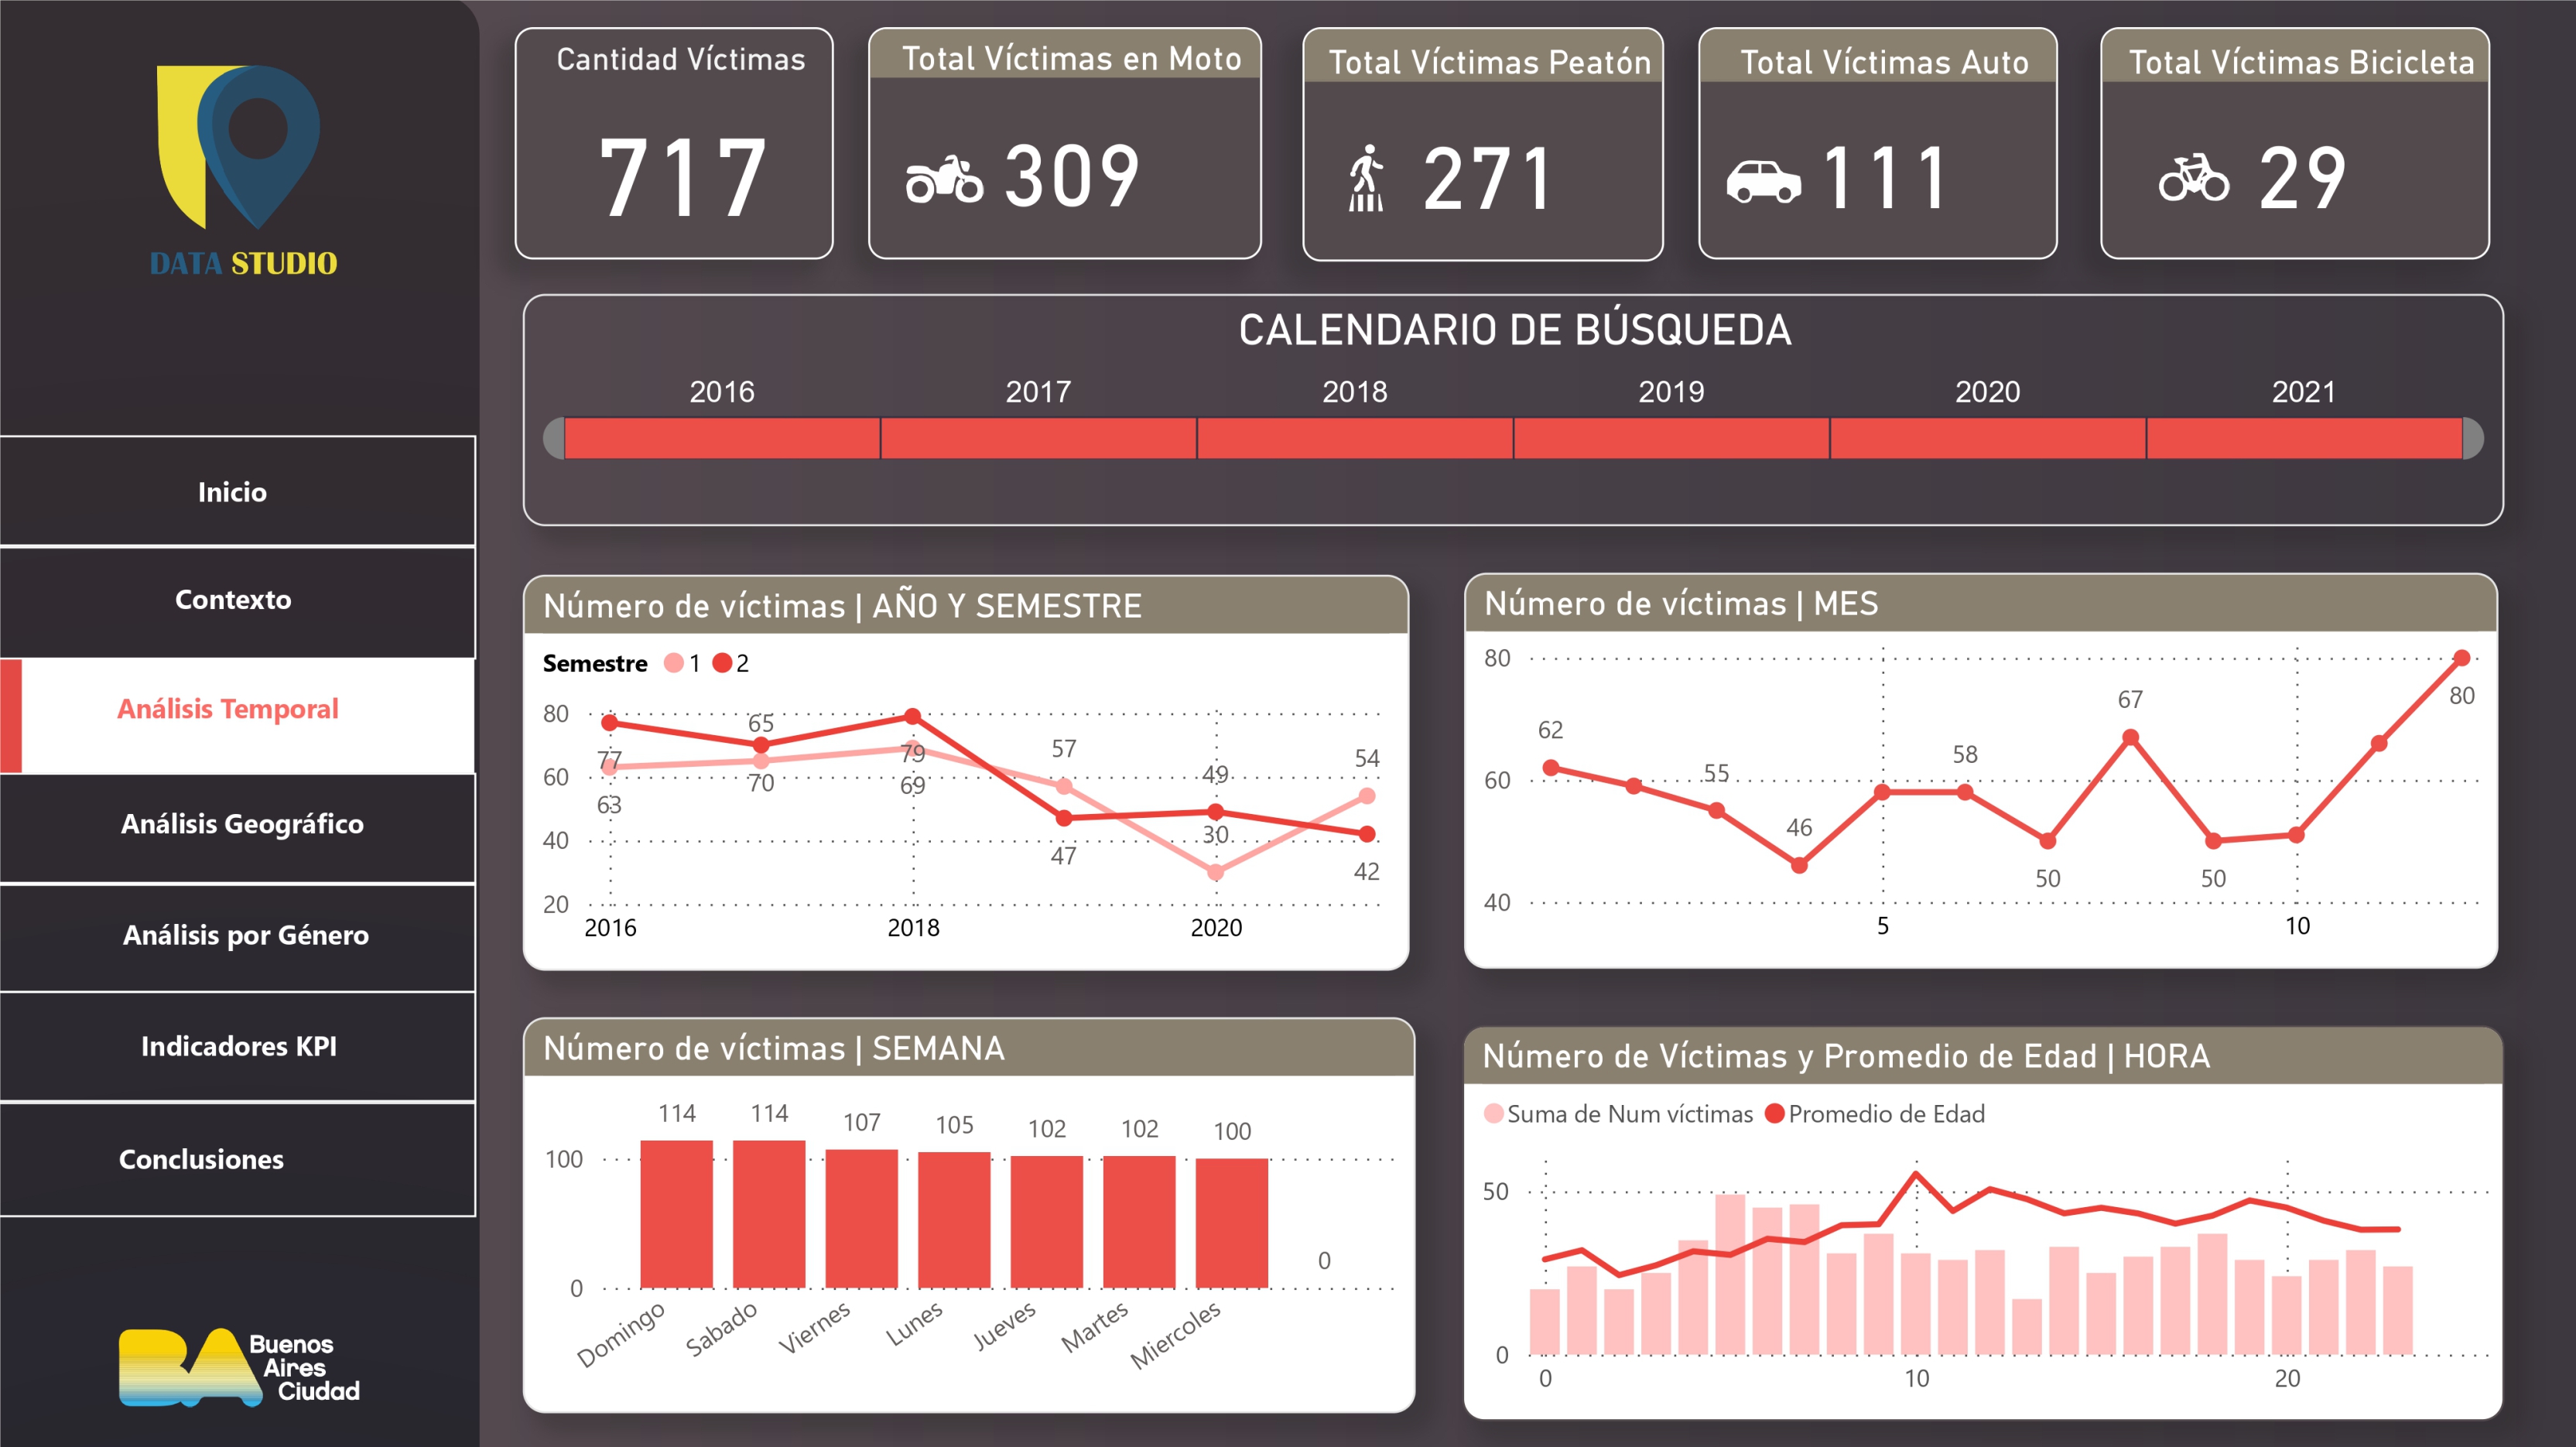 DATA STUDIO
Inicio
Contexto
Análisis Temporal
Análisis Geográfico
Análisis por Género
Indicadores KPI
Conclusiones
BA Buenos
Aires
Ciudad
Cantidad Víctimas
717
Total Víctimas en Moto
309
Total Víctimas Peatón
271
Total Víctimas Auto
111
Total Víctimas Bicicleta
29
CALENDARIO DE BÚSQUEDA
2016 2017 2018 2019 2020 2021
Número de víctimas | AÑO Y SEMESTRE
Semestre 1 2
80
60
40
20
77
63
65
70
79
69
57
47
49
30
54
42
2016 2018 2020
Número de víctimas | MES
80
60
40
62
55
46
58
50
67
50
80
5 10
Número de víctimas | SEMANA
114 114 107 105 102 102 100 0
100
0
Domingo Sabado Viernes Lunes Jueves Martes Miercoles
Número de Víctimas y Promedio de Edad | HORA
Suma de Num víctimas Promedio de Edad
50
0
0 10 20